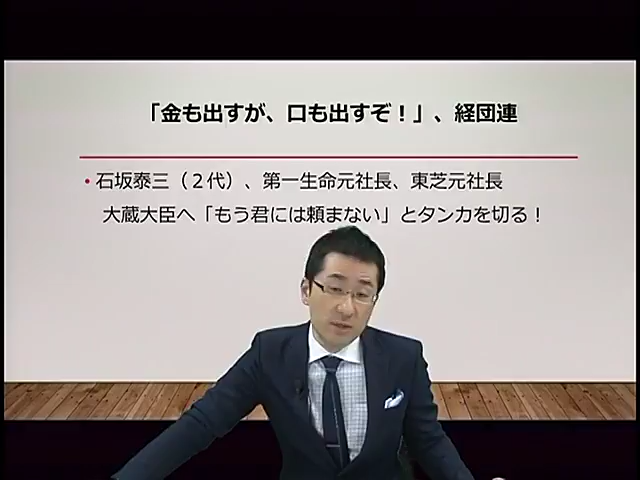 「金も出すが、口も出すぞ！」、経団連
・石坂泰三（２代）、第一生命元社長、東芝元社長
大蔵大臣へ「もう君には頼まない」とタンカを切る！